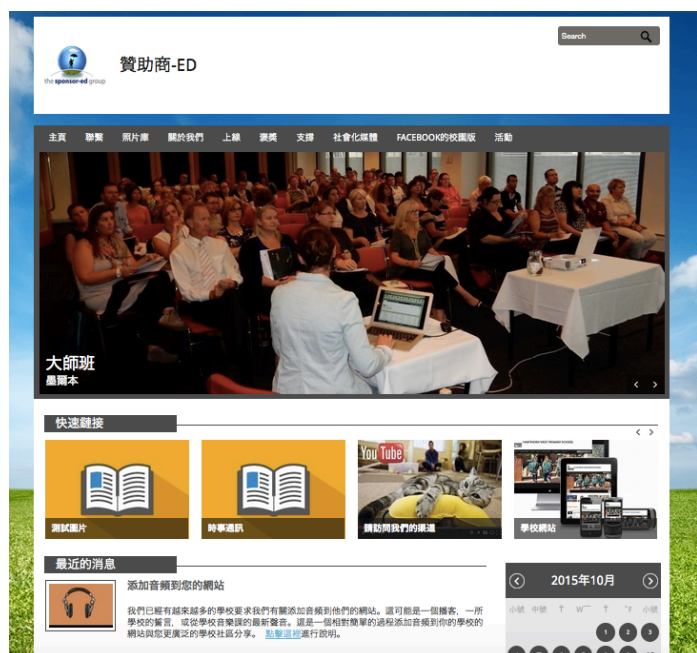 Search
贊助商-ED
the sponsor-ed group
主頁 聯繫 照片庫 關於我們 上線 褒獎 支撐 社會化媒體 FACEBOOK的校園版 活動
大師班
墨爾本
快速鏈接
You Tube
測試圖片 時事通訊 請訪問我們的渠道 學校網站
最近的消息
2015年10月
添加音頻到您的網站
小號 中號 T W T 小號
我們已經有越來越多的學校要求我們有關添加音頻到他們的網站。這可能是一個播客，一所
學校的誓言，或從學校音樂課的最新聲音。這是一個相對簡單的過程添加音頻到你的學校的
網站與您更廣泛的學校社區分享。 點擊這裡進行說明。
1 2 3